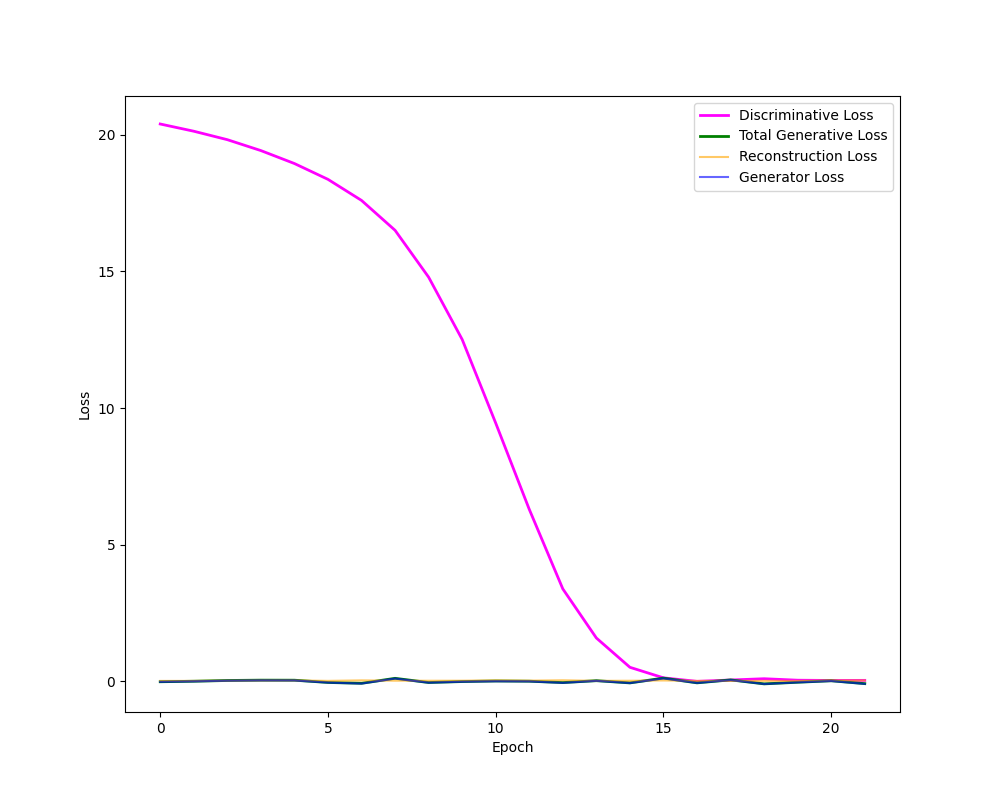 Discriminative Loss
Total Generative Loss
Reconstruction Loss
Generator Loss
20
15
10
5
0
Loss
0 5 10 15 20
Epoch